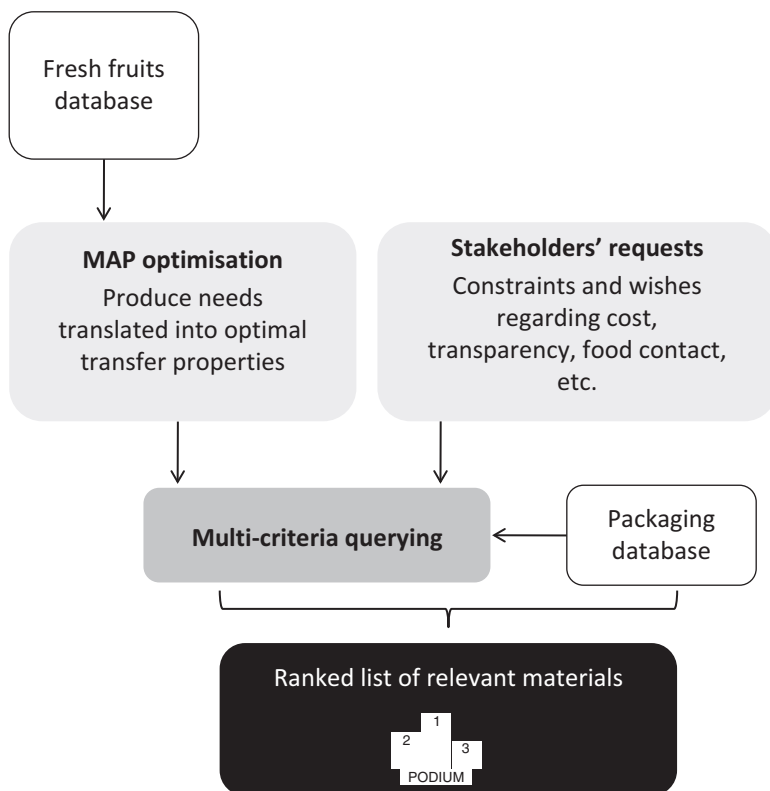 Fresh fruits
database
MAP optimisation
Produce needs
translated into optimal
transfer properties
Stakeholders’ requests
Constraints and wishes
regarding cost,
transparency, food contact,
etc.
Multi-criteria querying
Packaging
database
Ranked list of relevant materials
1
2
3
PODIUM